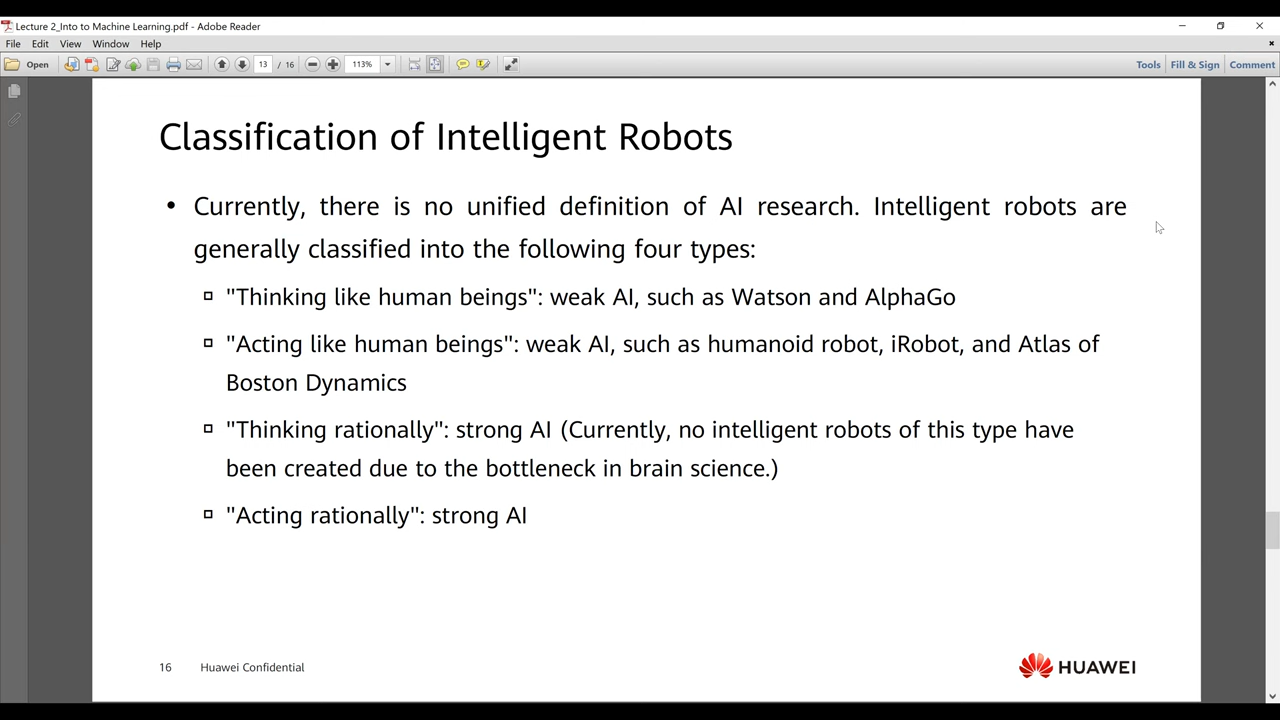 Lecture 2_Into to Machine Learning.pdf - Adobe Reader
File Edit View Window Help
Open 13 / 16 113% Tools Fill & Sign Comment
Classification of Intelligent Robots
• Currently, there is no unified definition of AI research. Intelligent robots are
generally classified into the following four types:
"Thinking like human beings": weak AI, such as Watson and AlphaGo
"Acting like human beings": weak AI, such as humanoid robot, iRobot, and Atlas of
Boston Dynamics
"Thinking rationally": strong AI (Currently, no intelligent robots of this type have
been created due to the bottleneck in brain science.)
"Acting rationally": strong AI
16 Huawei Confidential
HUAWEI